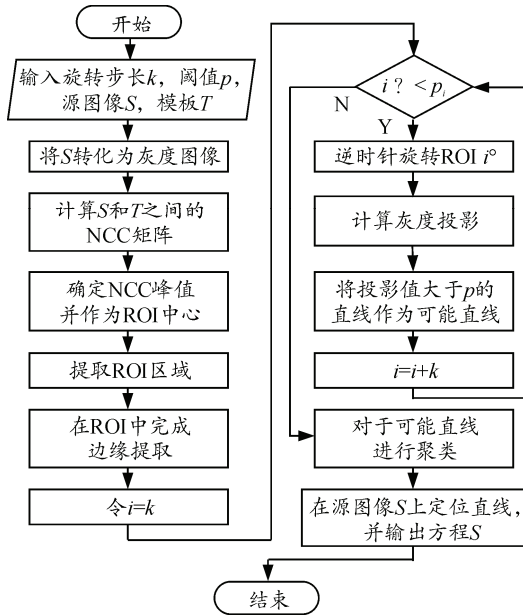 开始
输入旋转步长k，阈值p，
源图像S，模板T
将S转化为灰度图像
计算S和T之间的
NCC矩阵
确定NCC峰值
并作为ROI中心
提取ROI区域
在ROI中完成
边缘提取
令i=k
i？<pᵢ
N
Y
逆时针旋转ROI i°
计算灰度投影
将投影值大于p的
直线作为可能直线
i=i+k
对于可能直线
进行聚类
在源图像S上定位直线，
并输出方程S
结束